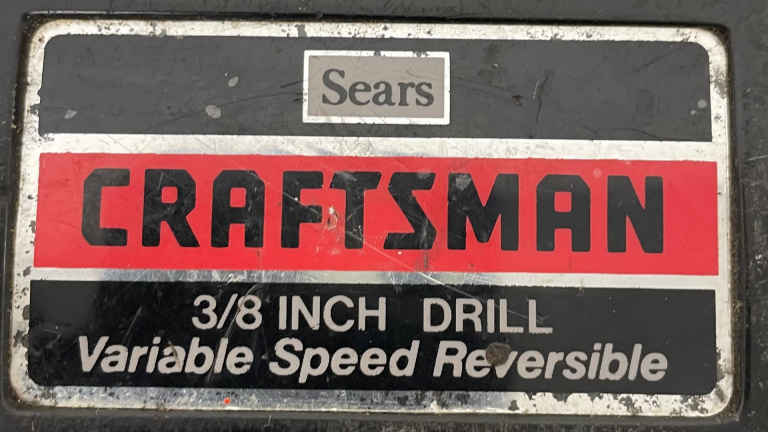 Sears
CRAFTSMAN
3/8 INCH DRILL
Variable Speed Reversible